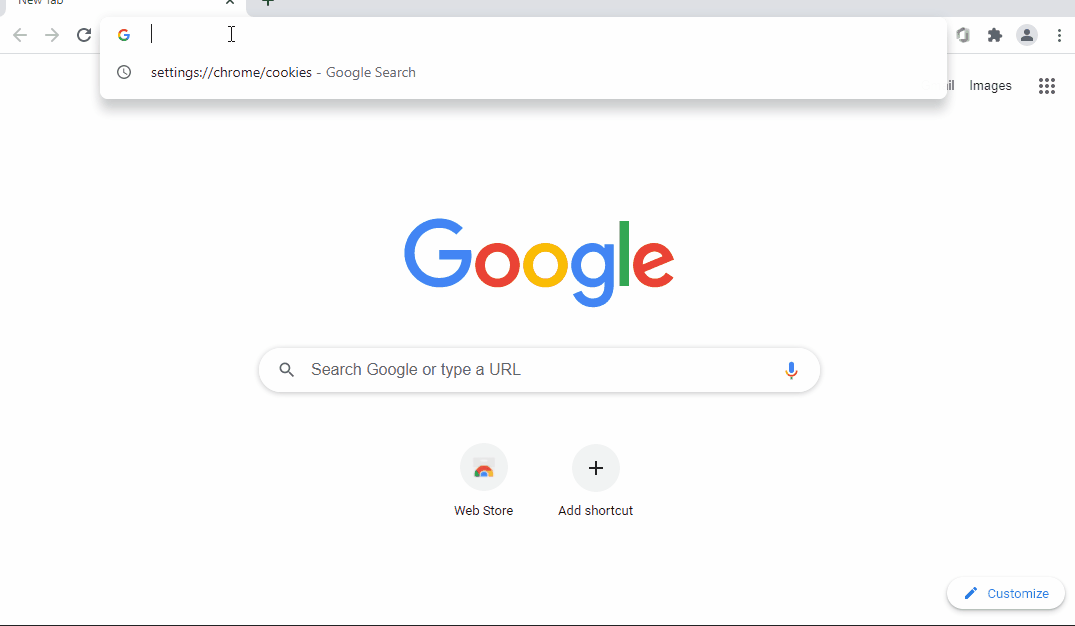 New Tab
settings://chrome/cookies - Google Search
Images
Google
Search Google or type a URL
Web Store
Add shortcut
Customize